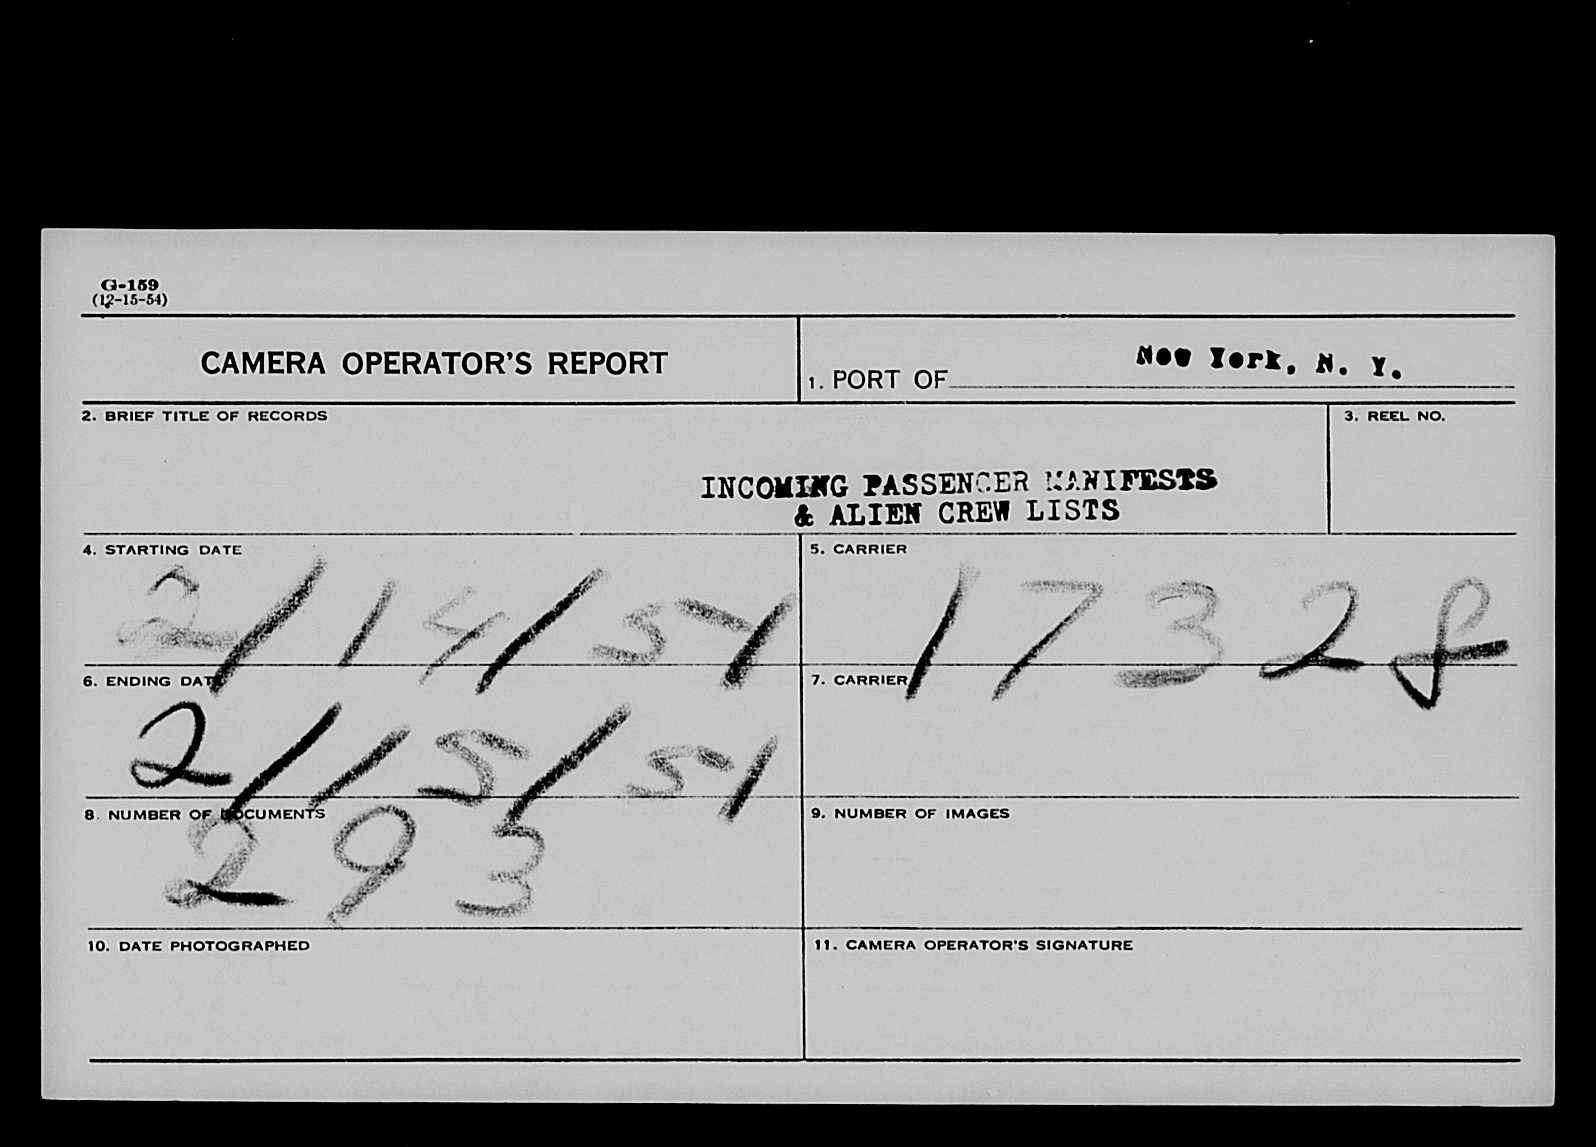 G-159
(12-15-54)
CAMERA OPERATOR'S REPORT
1. PORT OF New York, N. Y.
2. BRIEF TITLE OF RECORDS
3. REEL NO.
INCOMING PASSENGER MANIFESTS
& ALIEN CREW LISTS
4. STARTING DATE
5. CARRIER
2/14/51
17328
6. ENDING DATE
7. CARRIER
2/15/51
8. NUMBER OF DOCUMENTS
9. NUMBER OF IMAGES
293
10. DATE PHOTOGRAPHED
11. CAMERA OPERATOR'S SIGNATURE